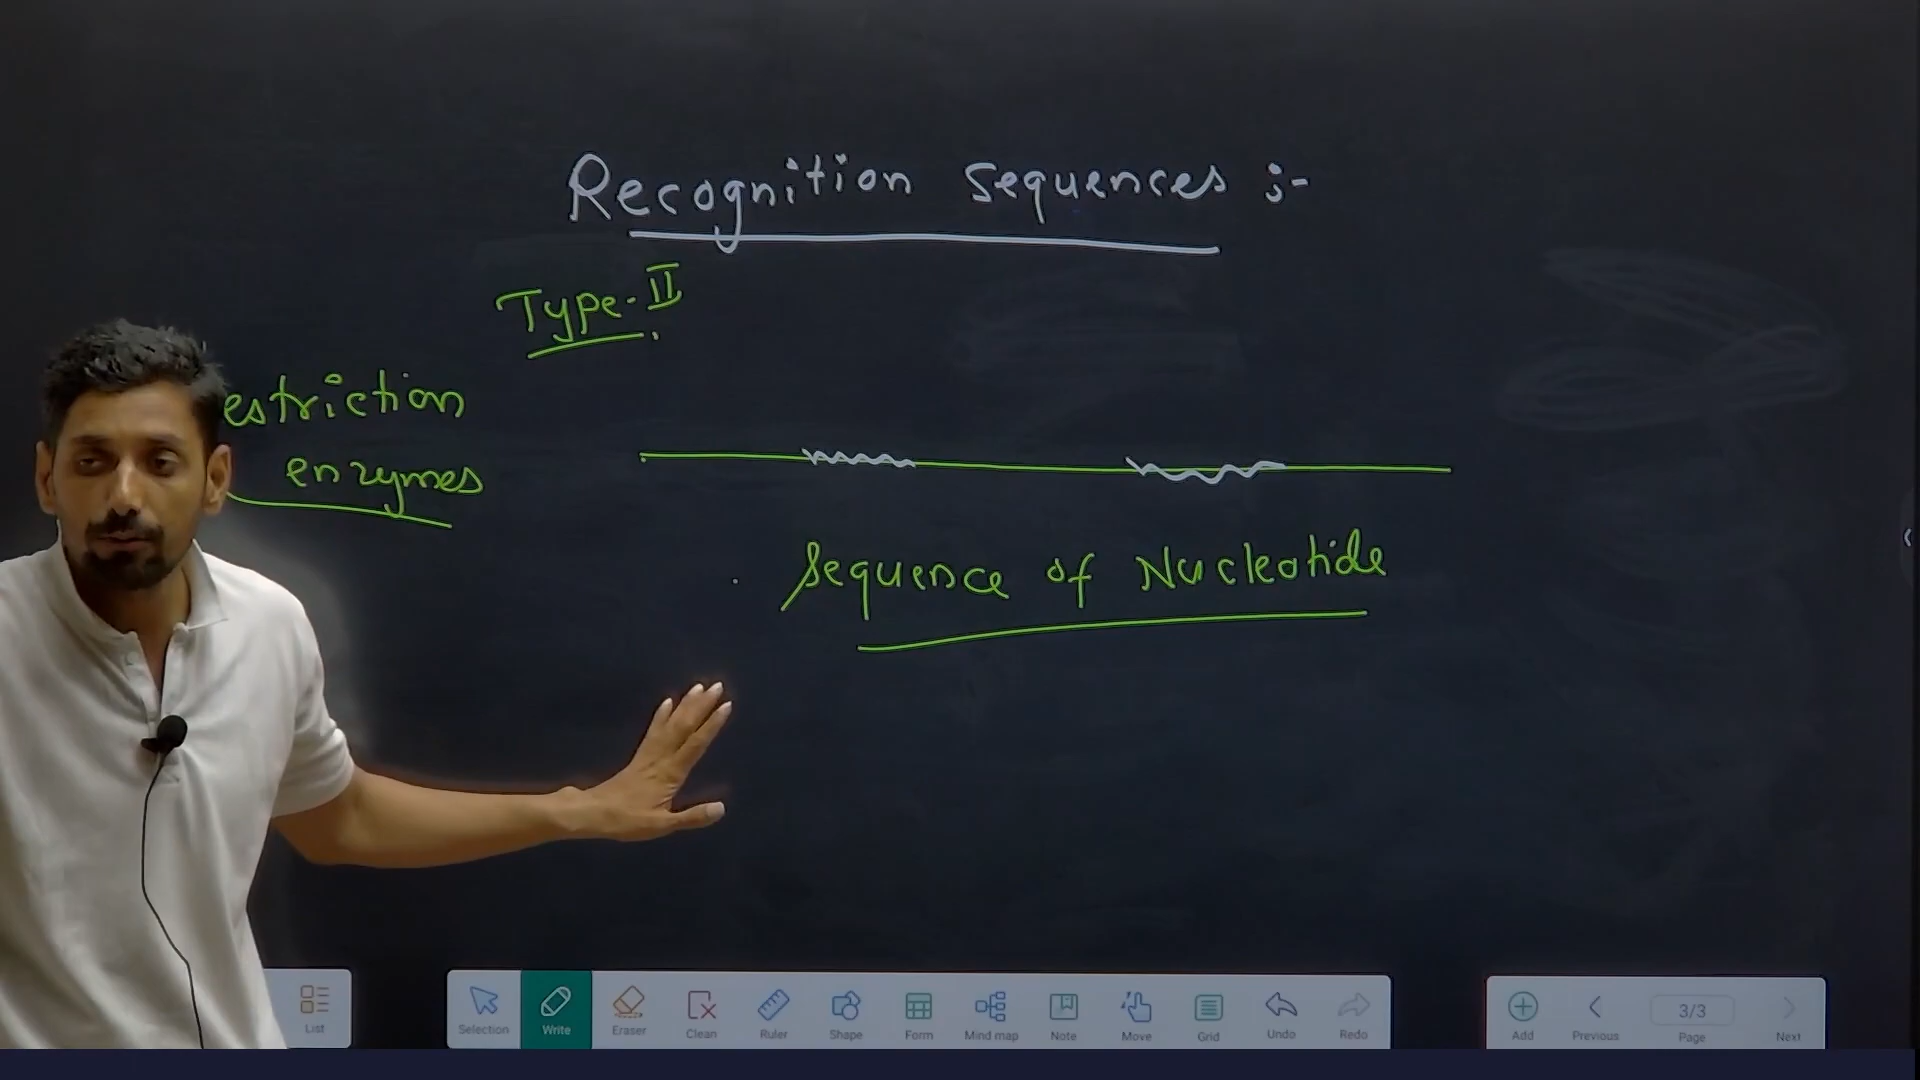 Recognition Sequences :-
Type-II
estriction
enzymes
Sequence of Nucleotide
List
Selection
Write
Eraser
Clean
Ruler
Shape
Form
Mind map
Note
Move
Grid
Undo
Redo
Add
Previous
3/3
Page
Next